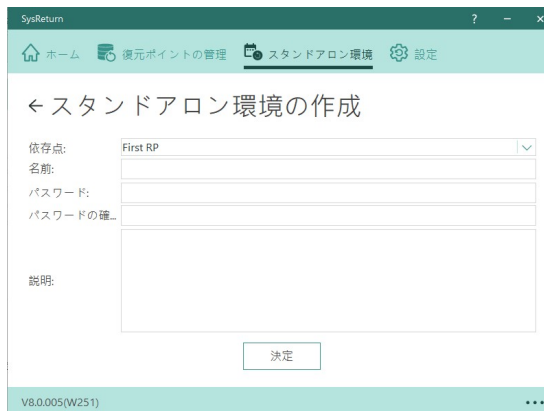 SysReturn ? – ×
ホーム 復元ポイントの管理 スタンドアロン環境 設定
←スタンドアロン環境の作成
依存点: First RP
名前:
パスワード:
パスワードの確...
説明:
決定
V8.0.005(W251) •••